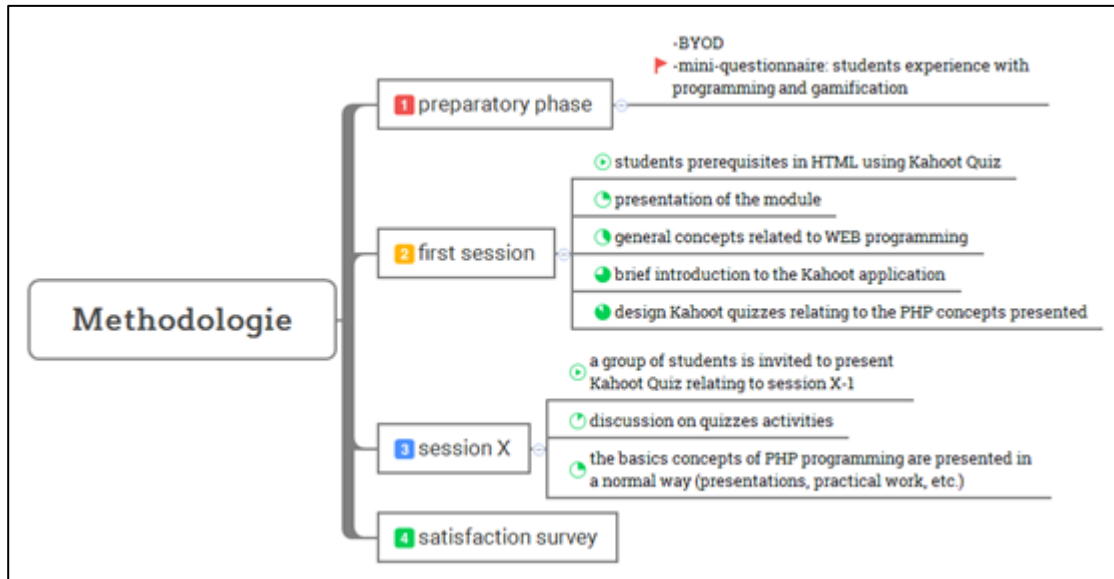 -BYOD
-mini-questionnaire: students experience with
programming and gamification
1 preparatory phase
students prerequisites in HTML using Kahoot Quiz
presentation of the module
general concepts related to WEB programming
2 first session
brief introduction to the Kahoot application
design Kahoot quizzes relating to the PHP concepts presented
Methodologie
a group of students is invited to present
Kahoot Quiz relating to session X-1
discussion on quizzes activities
3 session X
the basics concepts of PHP programming are presented in
a normal way (presentations, practical work, etc.)
4 satisfaction survey